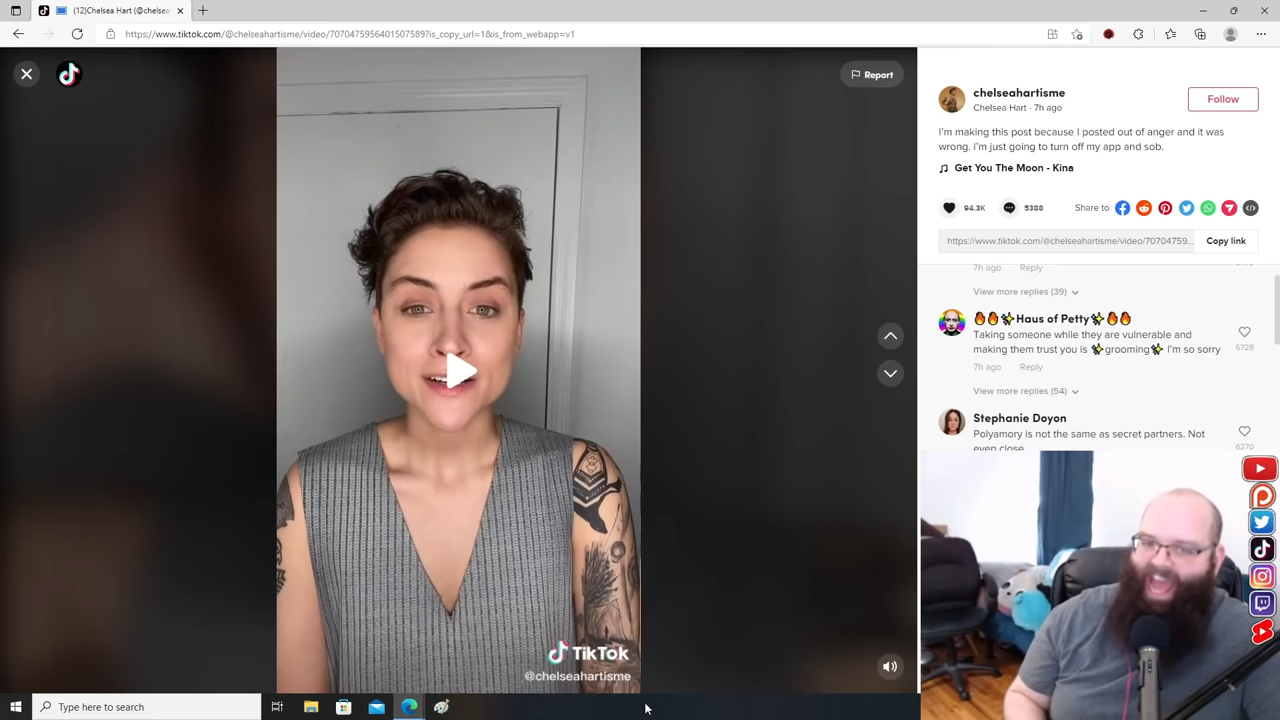 (12)Chelsea Hart (@chelsea
https://www.tiktok.com/@chelseahartisme/video/7070475956401507589?is_copy_url=1&is_from_webapp=v1
Report
chelseahartisme
Chelsea Hart · 7h ago
Follow
I'm making this post because I posted out of anger and it was
wrong. I'm just going to turn off my app and sob.
Get You The Moon - Kina
94.3K
5388
Share to
https://www.tiktok.com/@chelseahartisme/video/70704759...
Copy link
7h ago Reply
View more replies (39)
🔥🔥✨Haus of Petty✨🔥🔥
Taking someone while they are vulnerable and
making them trust you is ✨grooming✨ I'm so sorry
6728
7h ago Reply
View more replies (54)
Stephanie Doyon
Polyamory is not the same as secret partners. Not
even close
6270
TikTok
@chelseahartisme
Type here to search